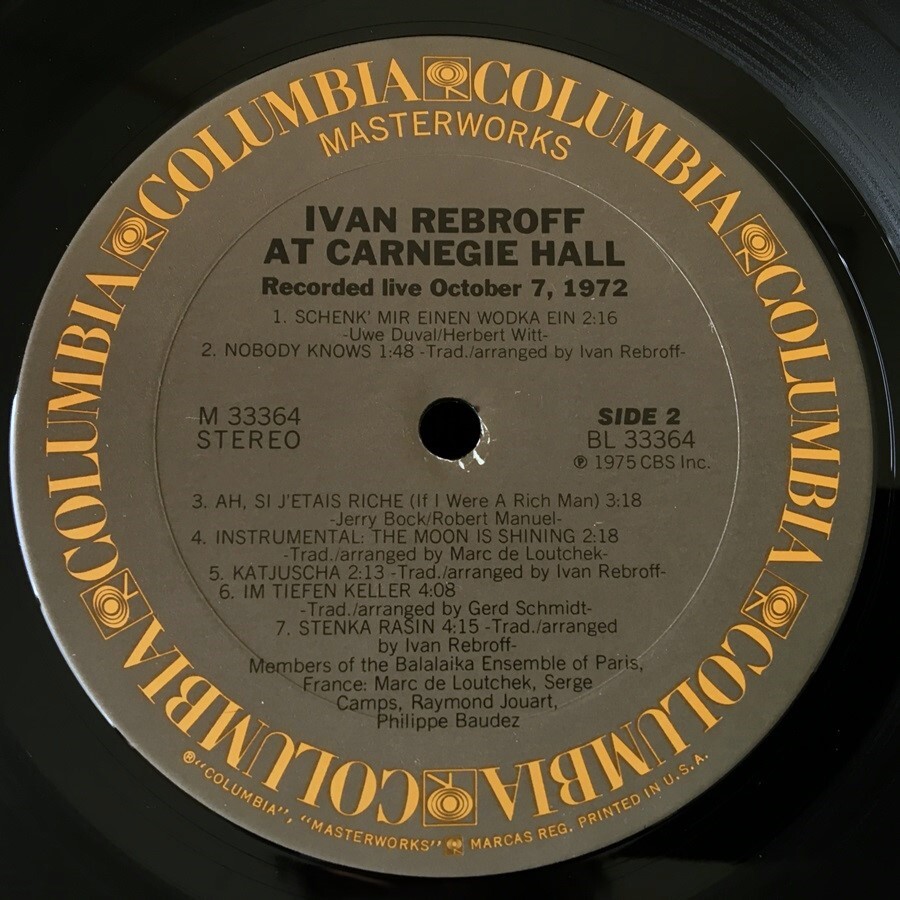 COLUMBIA COLUMBIA COLUMBIA COLUMBIA COLUMBIA COLUMBIA COLUMBIA COLUMBIA
MASTERWORKS
IVAN REBROFF
AT CARNEGIE HALL
Recorded live October 7, 1972
1. SCHENK' MIR EINEN WODKA EIN 2:16
-Uwe Duval/Herbert Witt-
2. NOBODY KNOWS 1:48 -Trad./arranged by Ivan Rebroff-
M 33364
STEREO
SIDE 2
BL 33364
℗ 1975 CBS Inc.
3. AH, SI J'ETAIS RICHE (If I Were A Rich Man) 3:18
-Jerry Bock/Robert Manuel-
4. INSTRUMENTAL: THE MOON IS SHINING 2:18
-Trad./arranged by Marc de Loutchek-
5. KATJUSCHA 2:13 -Trad./arranged by Ivan Rebroff-
6. IM TIEFEN KELLER 4:08
-Trad./arranged by Gerd Schmidt-
7. STENKA RASIN 4:15 -Trad./arranged
by Ivan Rebroff-
Members of the Balalaika Ensemble of Paris,
France: Marc de Loutchek, Serge
Camps, Raymond Jouart,
Philippe Baudez
®"COLUMBIA", "MASTERWORKS" MARCAS REG. PRINTED IN U.S.A.